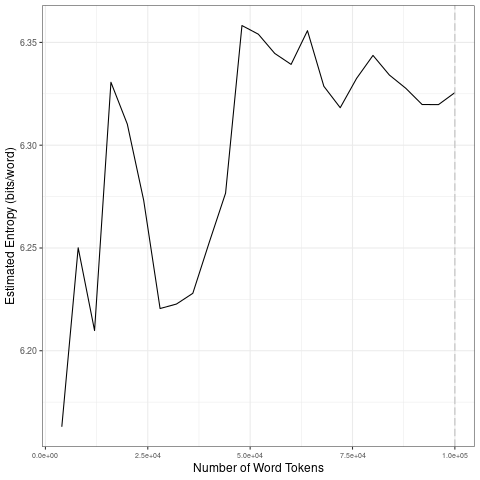 Estimated Entropy (bits/word)
6.35
6.30
6.25
6.20
0.0e+00 2.5e+04 5.0e+04 7.5e+04 1.0e+05
Number of Word Tokens